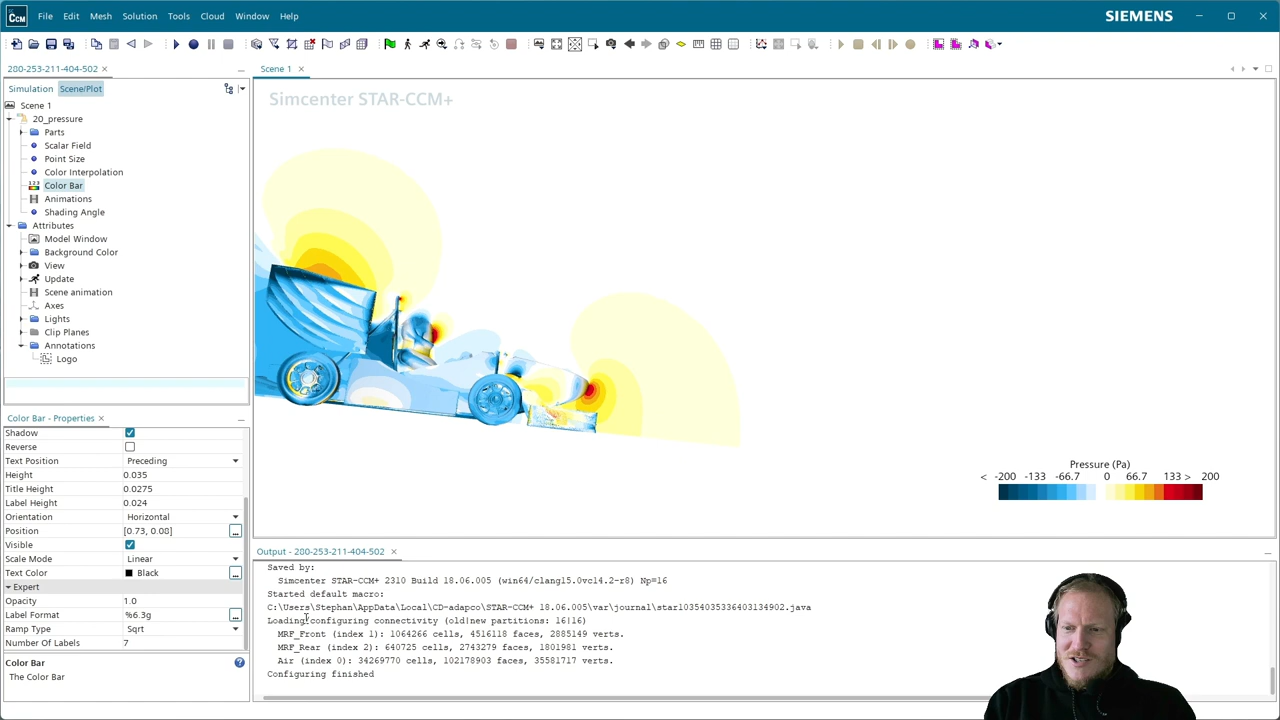 CCM
File Edit Mesh Solution Tools Cloud Window Help
SIEMENS
280-253-211-404-502
Scene 1
Simulation Scene/Plot
Scene 1
20_pressure
Parts
Scalar Field
Point Size
Color Interpolation
Color Bar
Animations
Shading Angle
Attributes
Model Window
Background Color
View
Update
Scene animation
Axes
Lights
Clip Planes
Annotations
Logo
Simcenter STAR-CCM+
Pressure (Pa)
< -200 -133 -66.7 0 66.7 133 > 200
Color Bar - Properties
Shadow
Reverse
Text Position Preceding
Height 0.035
Title Height 0.0275
Label Height 0.024
Orientation Horizontal
Position [0.73, 0.08] ...
Visible
Scale Mode Linear
Text Color Black ...
Expert
Opacity 1.0
Label Format %6.3g ...
Ramp Type Sqrt
Number Of Labels 7
Color Bar
The Color Bar
Output - 280-253-211-404-502
Saved by:
Simcenter STAR-CCM+ 2310 Build 18.06.005 (win64/clang15.0vc14.2-r8) Np=16
Started default macro:
C:\Users\Stephan\AppData\Local\CD-adapco\STAR-CCM+ 18.06.005\var\journal\star10354035336403134902.java
Loading/configuring connectivity (old|new partitions: 16|16)
MRF_Front (index 1): 1064266 cells, 4516118 faces, 2885149 verts.
MRF_Rear (index 2): 640725 cells, 2743279 faces, 1801981 verts.
Air (index 0): 34269770 cells, 102178903 faces, 35581717 verts.
Configuring finished